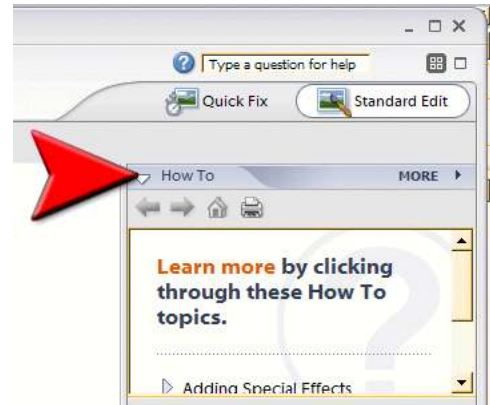 Type a question for help
Quick Fix
Standard Edit
How To
MORE
Learn more by clicking
through these How To
topics.
Adding Special Effects